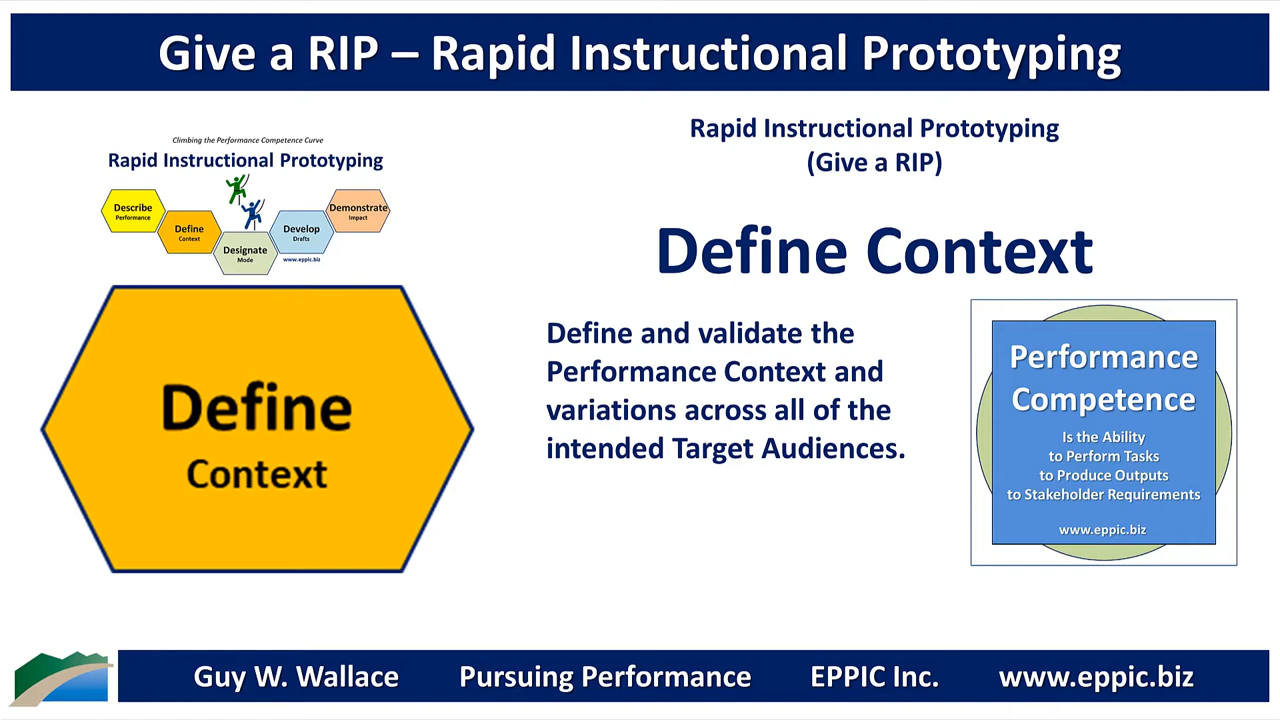 Give a RIP – Rapid Instructional Prototyping
Climbing the Performance Competence Curve
Rapid Instructional Prototyping
Describe
Performance
Define
Context
Designate
Mode
Develop
Drafts
Demonstrate
Impact
www.eppic.biz
Define
Context
Rapid Instructional Prototyping
(Give a RIP)
Define Context
Define and validate the
Performance Context and
variations across all of the
intended Target Audiences.
Performance
Competence
Is the Ability
to Perform Tasks
to Produce Outputs
to Stakeholder Requirements
www.eppic.biz
Guy W. Wallace Pursuing Performance EPPIC Inc. www.eppic.biz